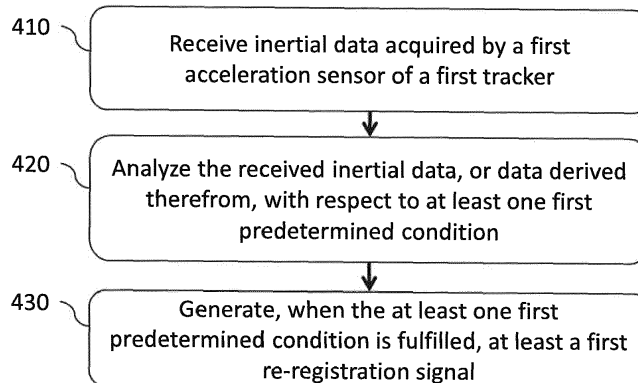 410
Receive inertial data acquired by a first
acceleration sensor of a first tracker
420
Analyze the received inertial data, or data derived
therefrom, with respect to at least one first
predetermined condition
430
Generate, when the at least one first
predetermined condition is fulfilled, at least a first
re-registration signal